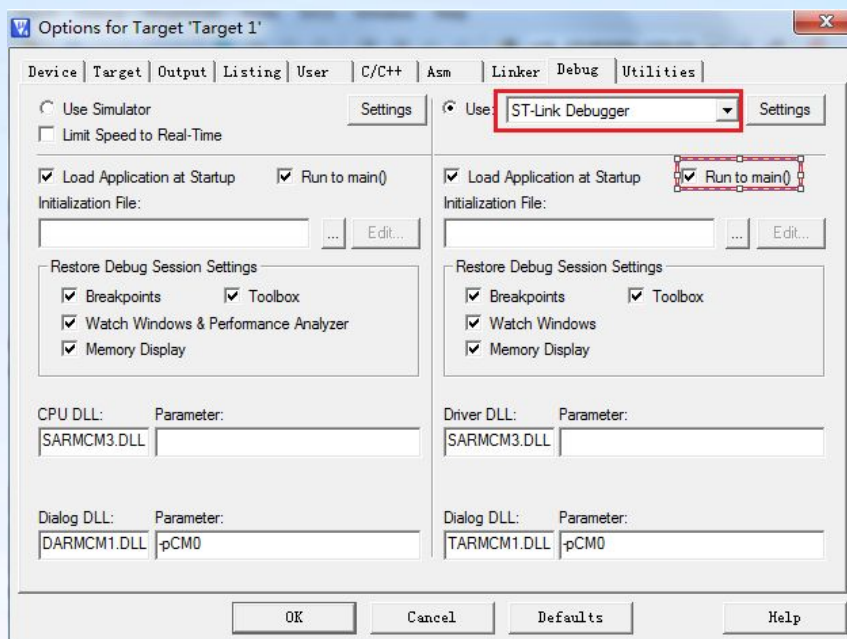 Options for Target 'Target 1'
Device Target Output Listing User C/C++ Asm Linker Debug Utilities
Use Simulator Settings
Limit Speed to Real-Time
Use: ST-Link Debugger Settings
Load Application at Startup Run to main()
Initialization File:
... Edit...
Load Application at Startup Run to main()
Initialization File:
... Edit...
Restore Debug Session Settings
Breakpoints Toolbox
Watch Windows & Performance Analyzer
Memory Display
Restore Debug Session Settings
Breakpoints Toolbox
Watch Windows
Memory Display
CPU DLL: Parameter:
SARMCM3.DLL
Driver DLL: Parameter:
SARMCM3.DLL
Dialog DLL: Parameter:
DARMCM1.DLL -pCM0
Dialog DLL: Parameter:
TARMCM1.DLL -pCM0
OK Cancel Defaults Help